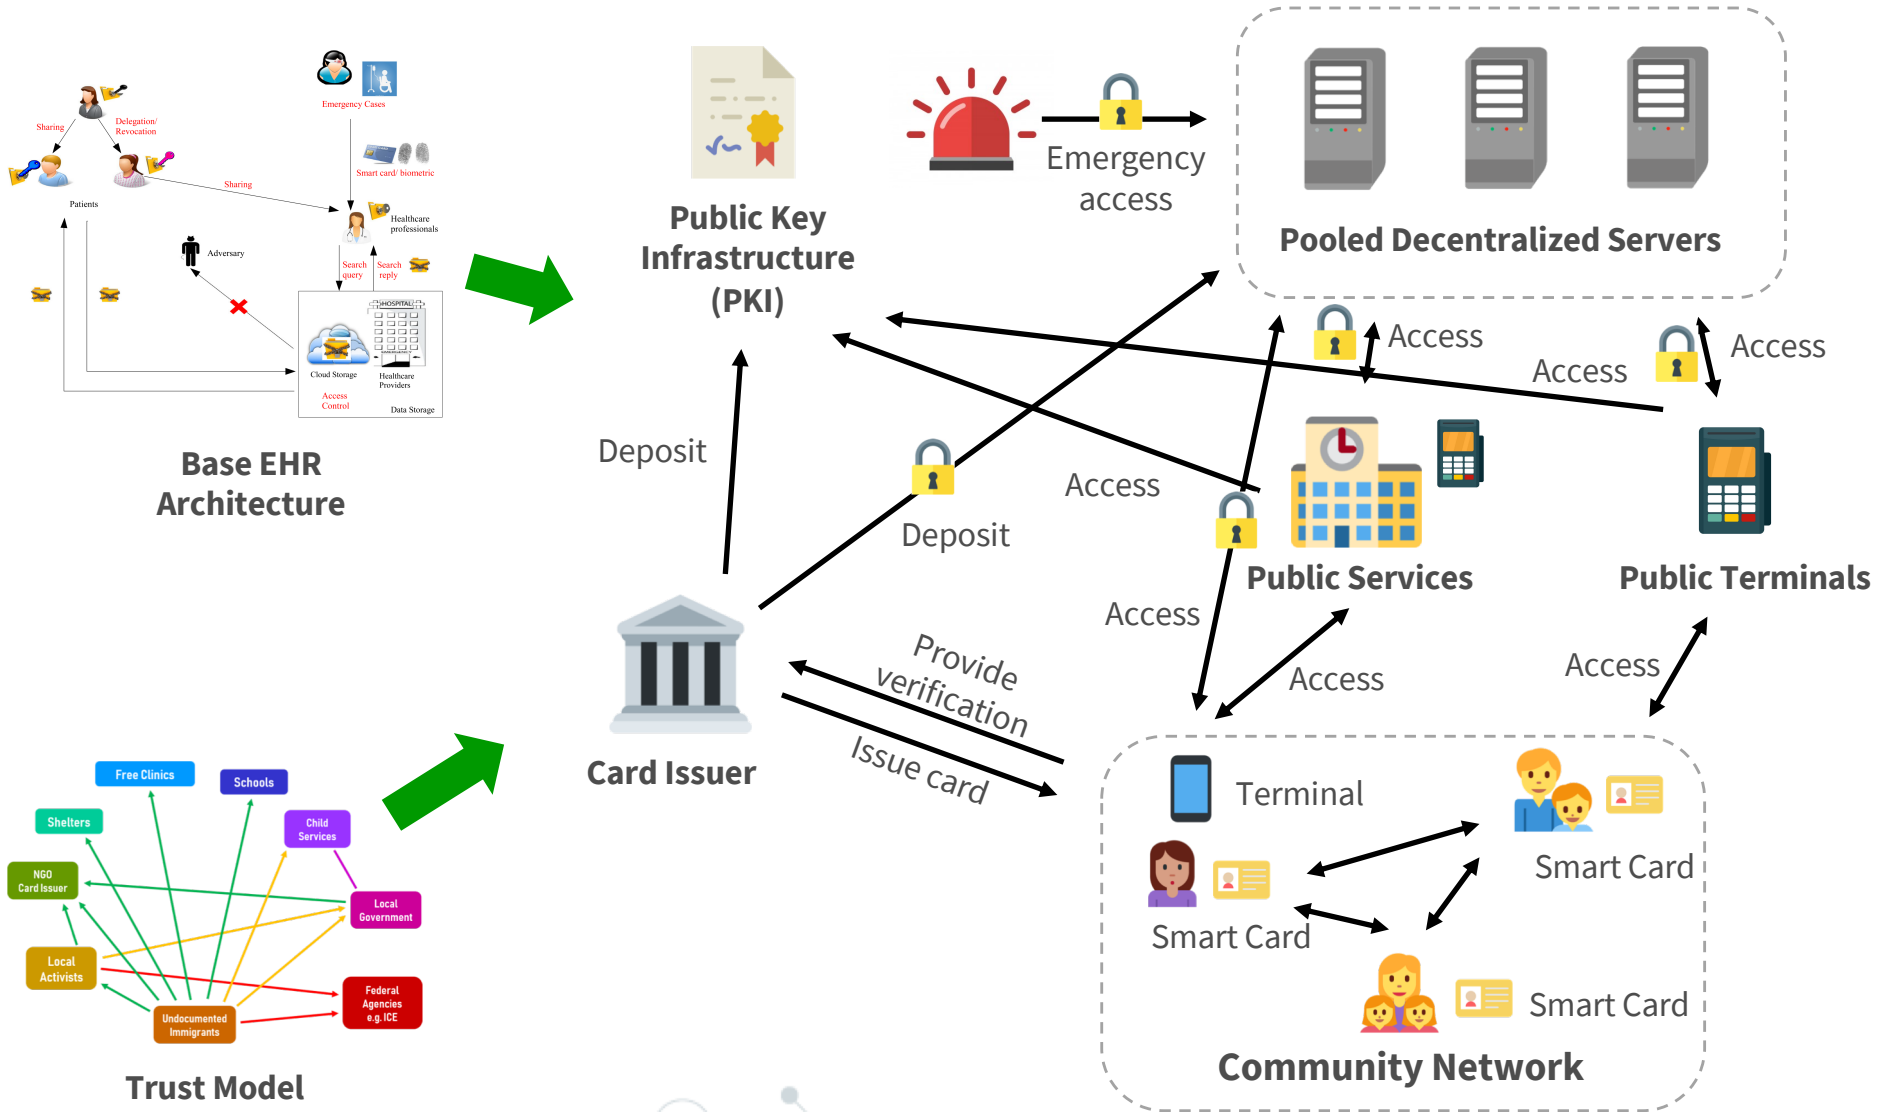 Emergency Cases
Sharing
Delegation/
Revocation
Smart card/ biometric
Sharing
Patients
Healthcare
professionals
Adversary
Search
query
Search
reply
HOSPITAL
Cloud Storage
Healthcare
Providers
Access
Control
Data Storage
Base EHR
Architecture
Public Key
Infrastructure
(PKI)
Emergency
access
Pooled Decentralized Servers
Access
Access
Access
Deposit
Access
Deposit
Public Services
Public Terminals
Access
Access
Access
Provide
verification
Issue card
Card Issuer
Free Clinics
Schools
Shelters
Child
Services
NGO
Card Issuer
Local
Government
Local
Activists
Federal
Agencies
e.g. ICE
Undocumented
Immigrants
Trust Model
Terminal
Smart Card
Smart Card
Smart Card
Community Network